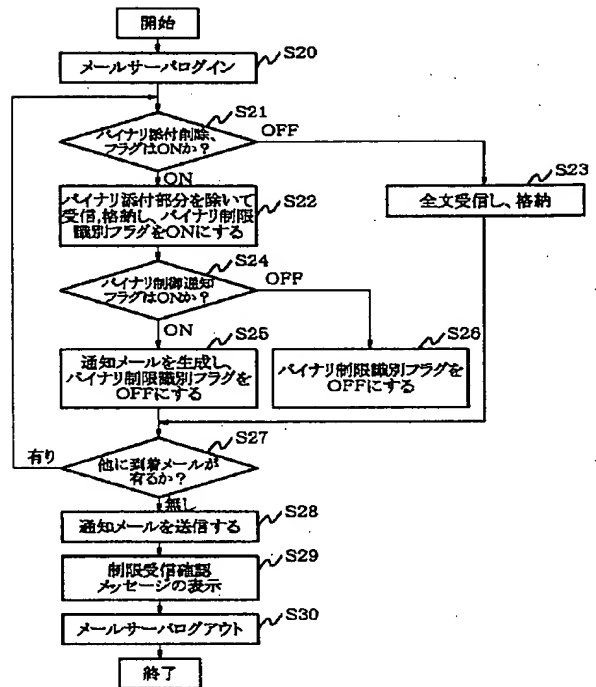 開始
メールサーバログイン
S20
S21
バイナリ添付削除、
フラグはONか？
OFF
ON
S22
S23
バイナリ添付部分を除いて
受信,格納し、バイナリ制限
識別フラグをONにする
全文受信し、格納
S24
バイナリ制御通知
フラグはONか？
OFF
ON
S25
S26
通知メールを生成し、
バイナリ制限識別フラグを
OFFにする
バイナリ制限識別フラグを
OFFにする
S27
有り
他に到着メールが
有るか？
無し
S28
通知メールを送信する
S29
制限受信確認
メッセージの表示
S30
メールサーバログアウト
終了